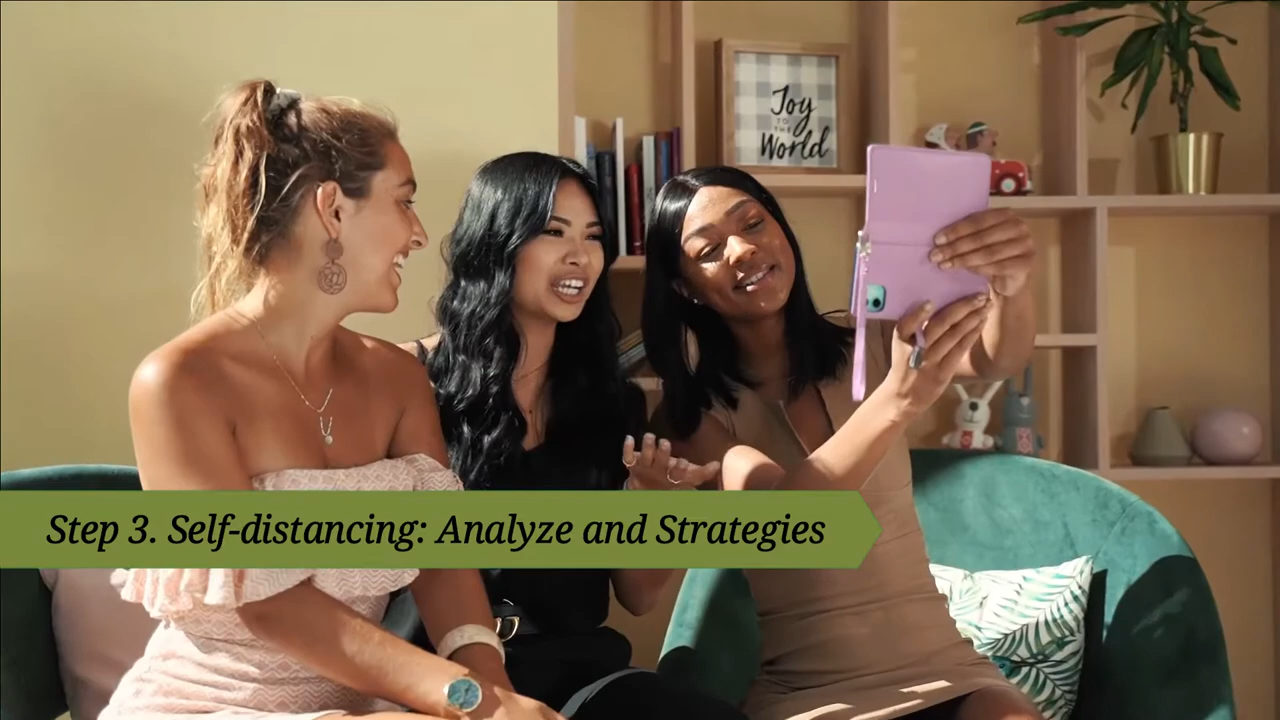 Joy
TO
THE
World
Step 3. Self-distancing: Analyze and Strategies